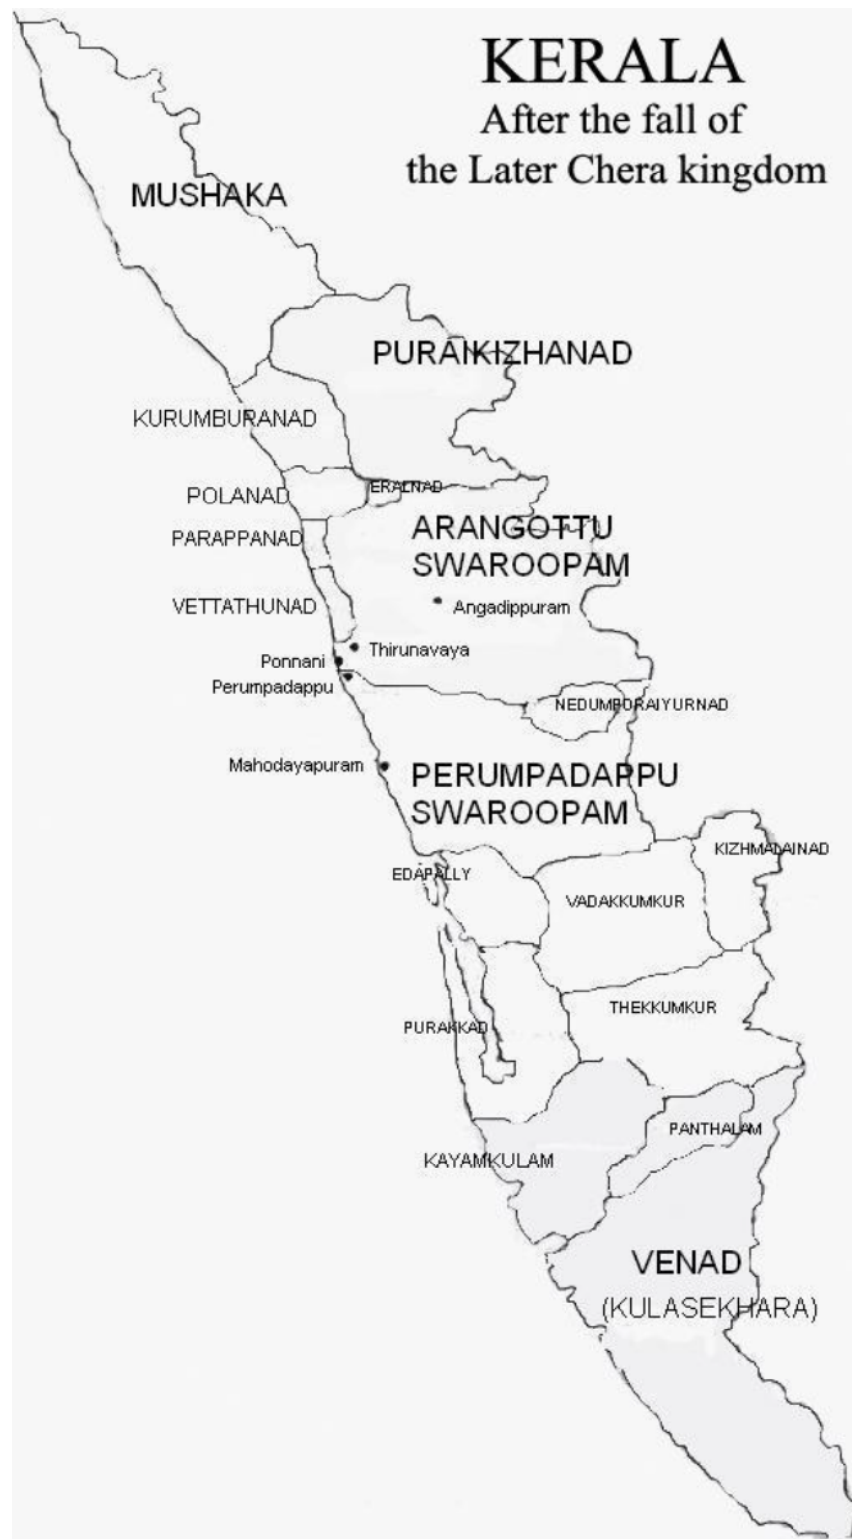 KERALA
After the fall of
the Later Chera kingdom
MUSHAKA
PURAIKIZHANAD
KURUMBURANAD
POLANAD
ERALNAD
ARANGOTTU
SWAROOPAM
PARAPPANAD
VETTATHUNAD
Angadippuram
Thirunavaya
Ponnani
Perumpadappu
NEDUMPORAIYURNAD
Mahodayapuram
PERUMPADAPPU
SWAROOPAM
KIZHMALAINAD
EDAPALLY
VADAKKUMKUR
THEKKUMKUR
PURAKKAD
PANTHALAM
KAYAMKULAM
VENAD
(KULASEKHARA)